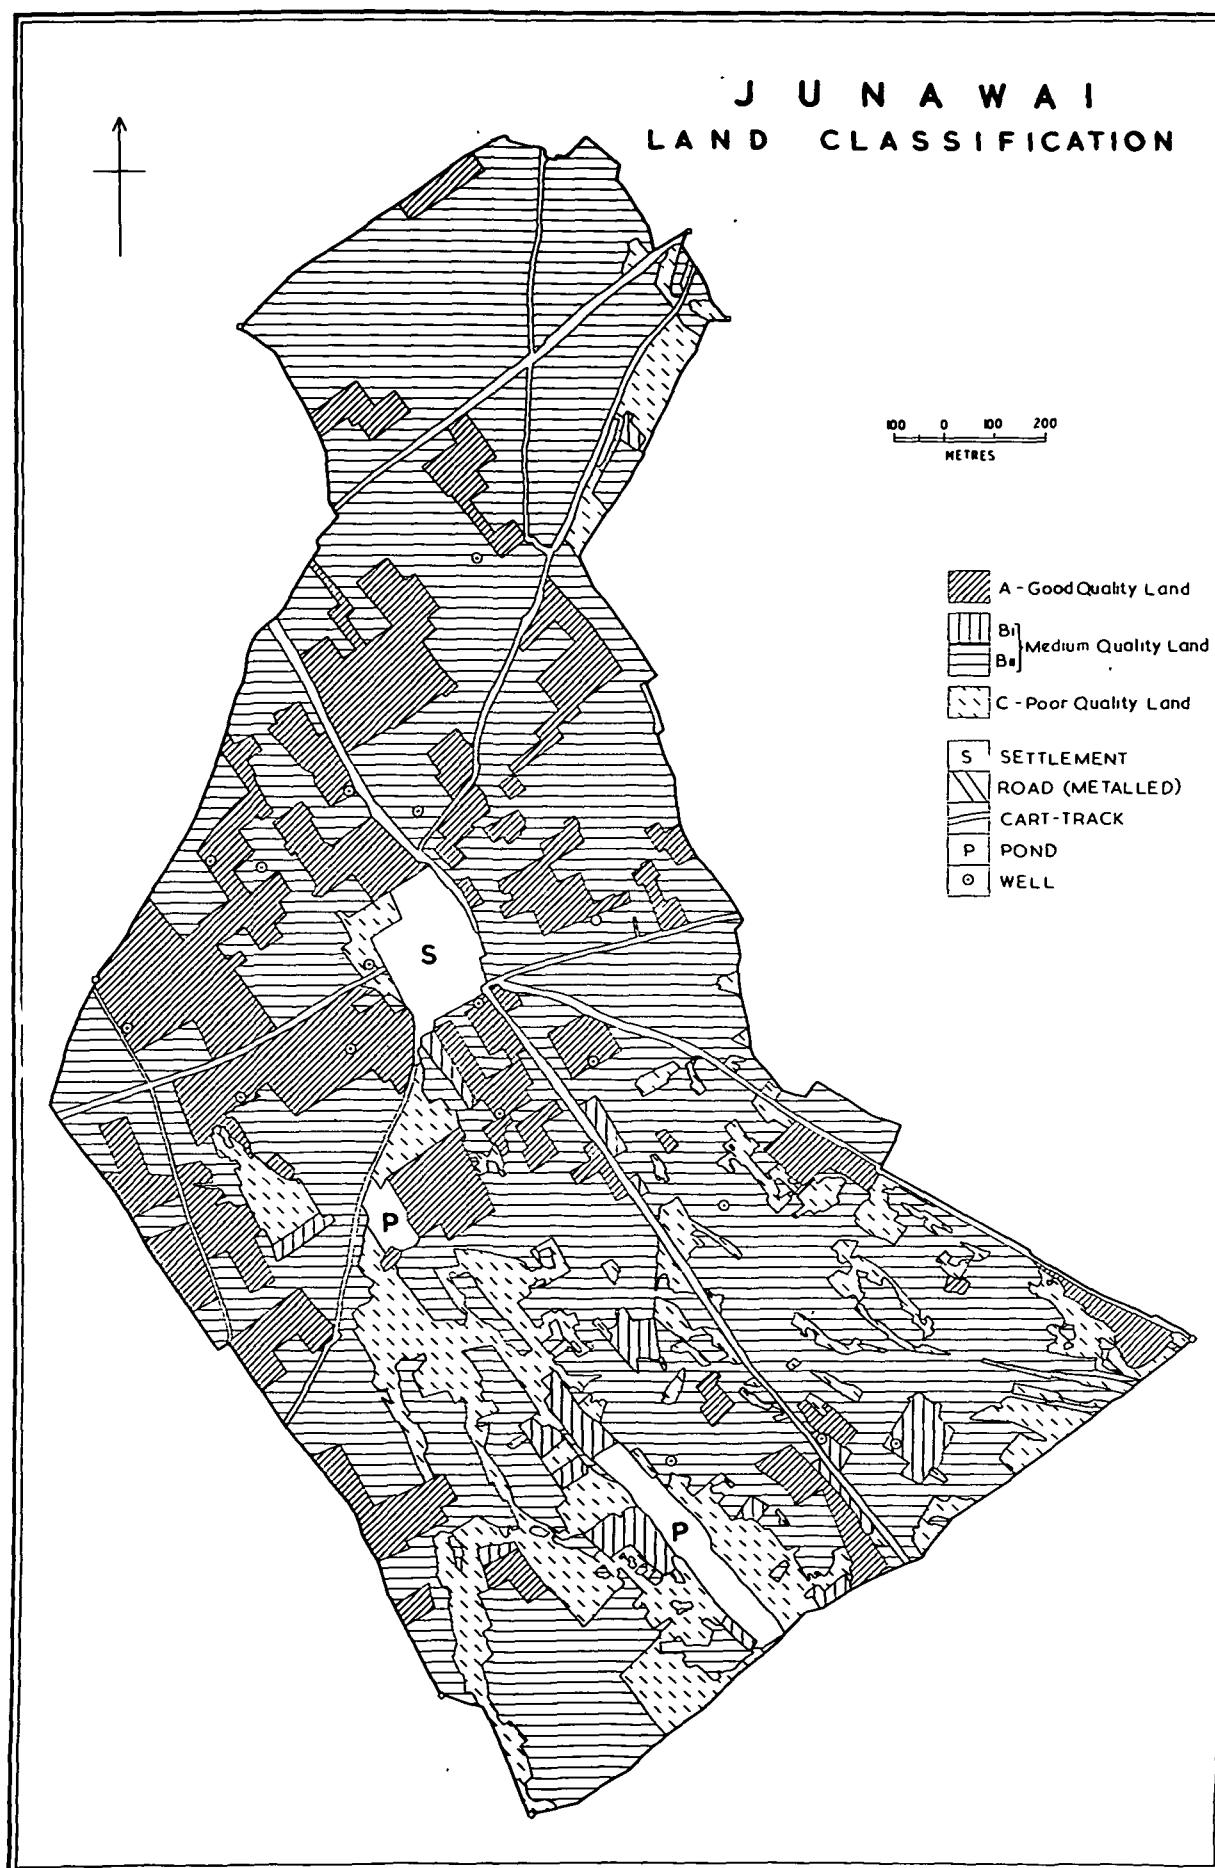 JUNAWAI
LAND CLASSIFICATION
100 0 100 200
METRES
A - Good Quality Land
BI
BII
Medium Quality Land
C - Poor Quality Land
S SETTLEMENT
ROAD (METALLED)
CART-TRACK
P POND
WELL
S
P
P